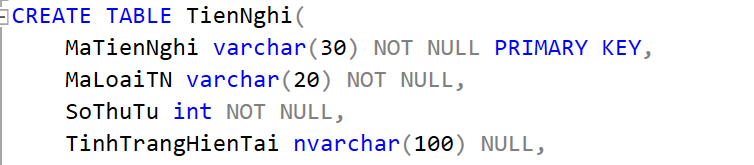 CREATE TABLE TienNghi(
MaTienNghi varchar(30) NOT NULL PRIMARY KEY,
MaLoaiTN varchar(20) NOT NULL,
SoThuTu int NOT NULL,
TinhTrangHienTai nvarchar(100) NULL,